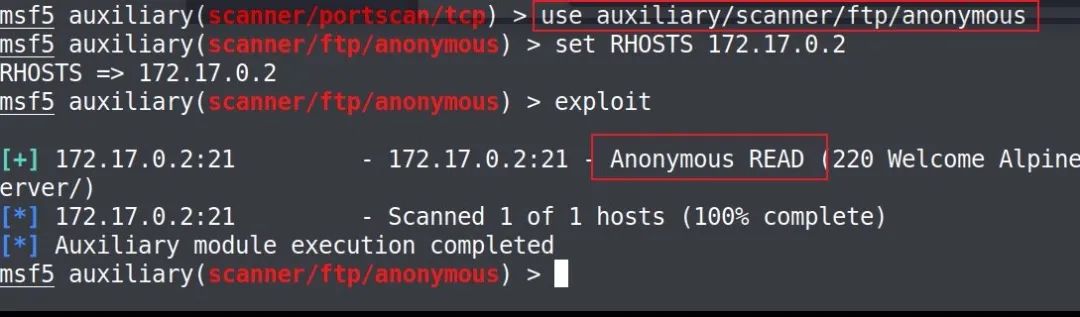 msf5 auxiliary(scanner/portscan/tcp) > use auxiliary/scanner/ftp/anonymous
msf5 auxiliary(scanner/ftp/anonymous) > set RHOSTS 172.17.0.2
RHOSTS => 172.17.0.2
msf5 auxiliary(scanner/ftp/anonymous) > exploit
[+] 172.17.0.2:21 - 172.17.0.2:21 - Anonymous READ (220 Welcome Alpine
erver/)
[*] 172.17.0.2:21 - Scanned 1 of 1 hosts (100% complete)
[*] Auxiliary module execution completed
msf5 auxiliary(scanner/ftp/anonymous) >